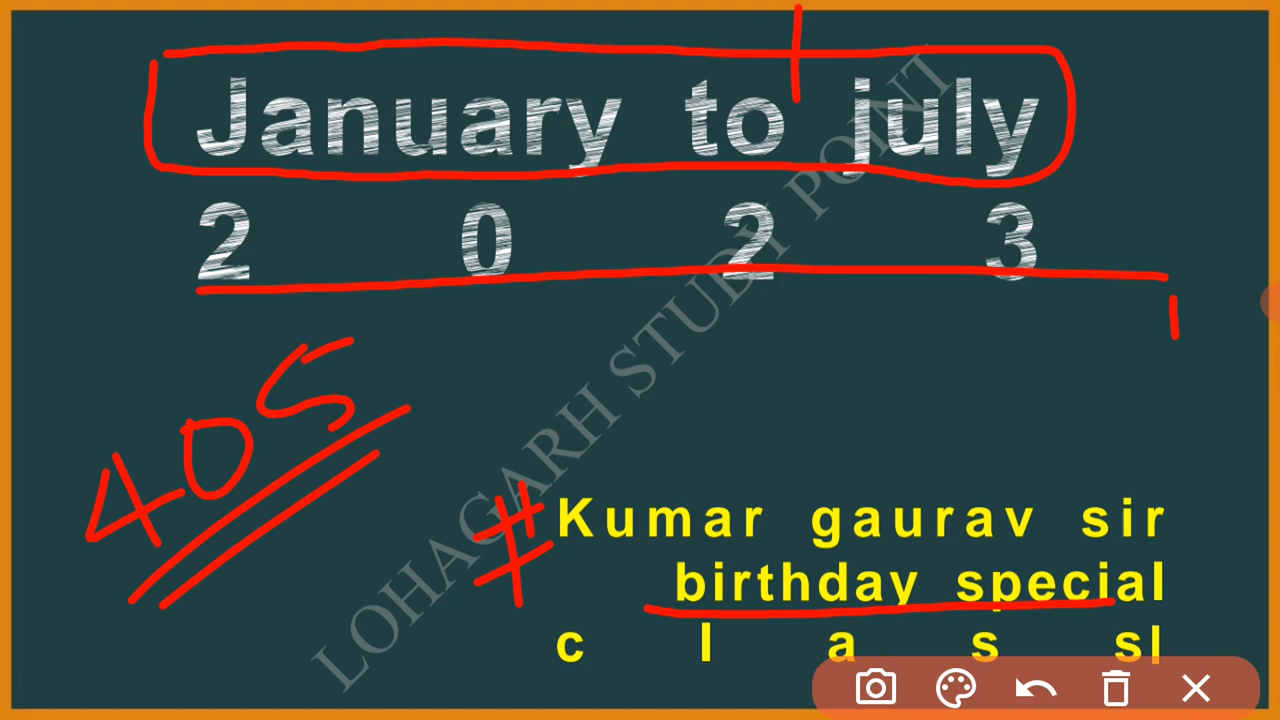 January to july
2 0 2 3
405
LOHAGARH STUDY POINT
#Kumar gaurav sir
birthday special
c l a s sl